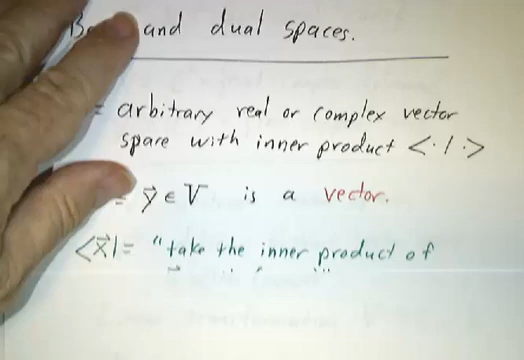 and dual spaces.
= arbitrary real or complex vector
space with inner product <·|·>
= y⃗ ∈ V is a vector.
<x⃗| = "take the inner product of